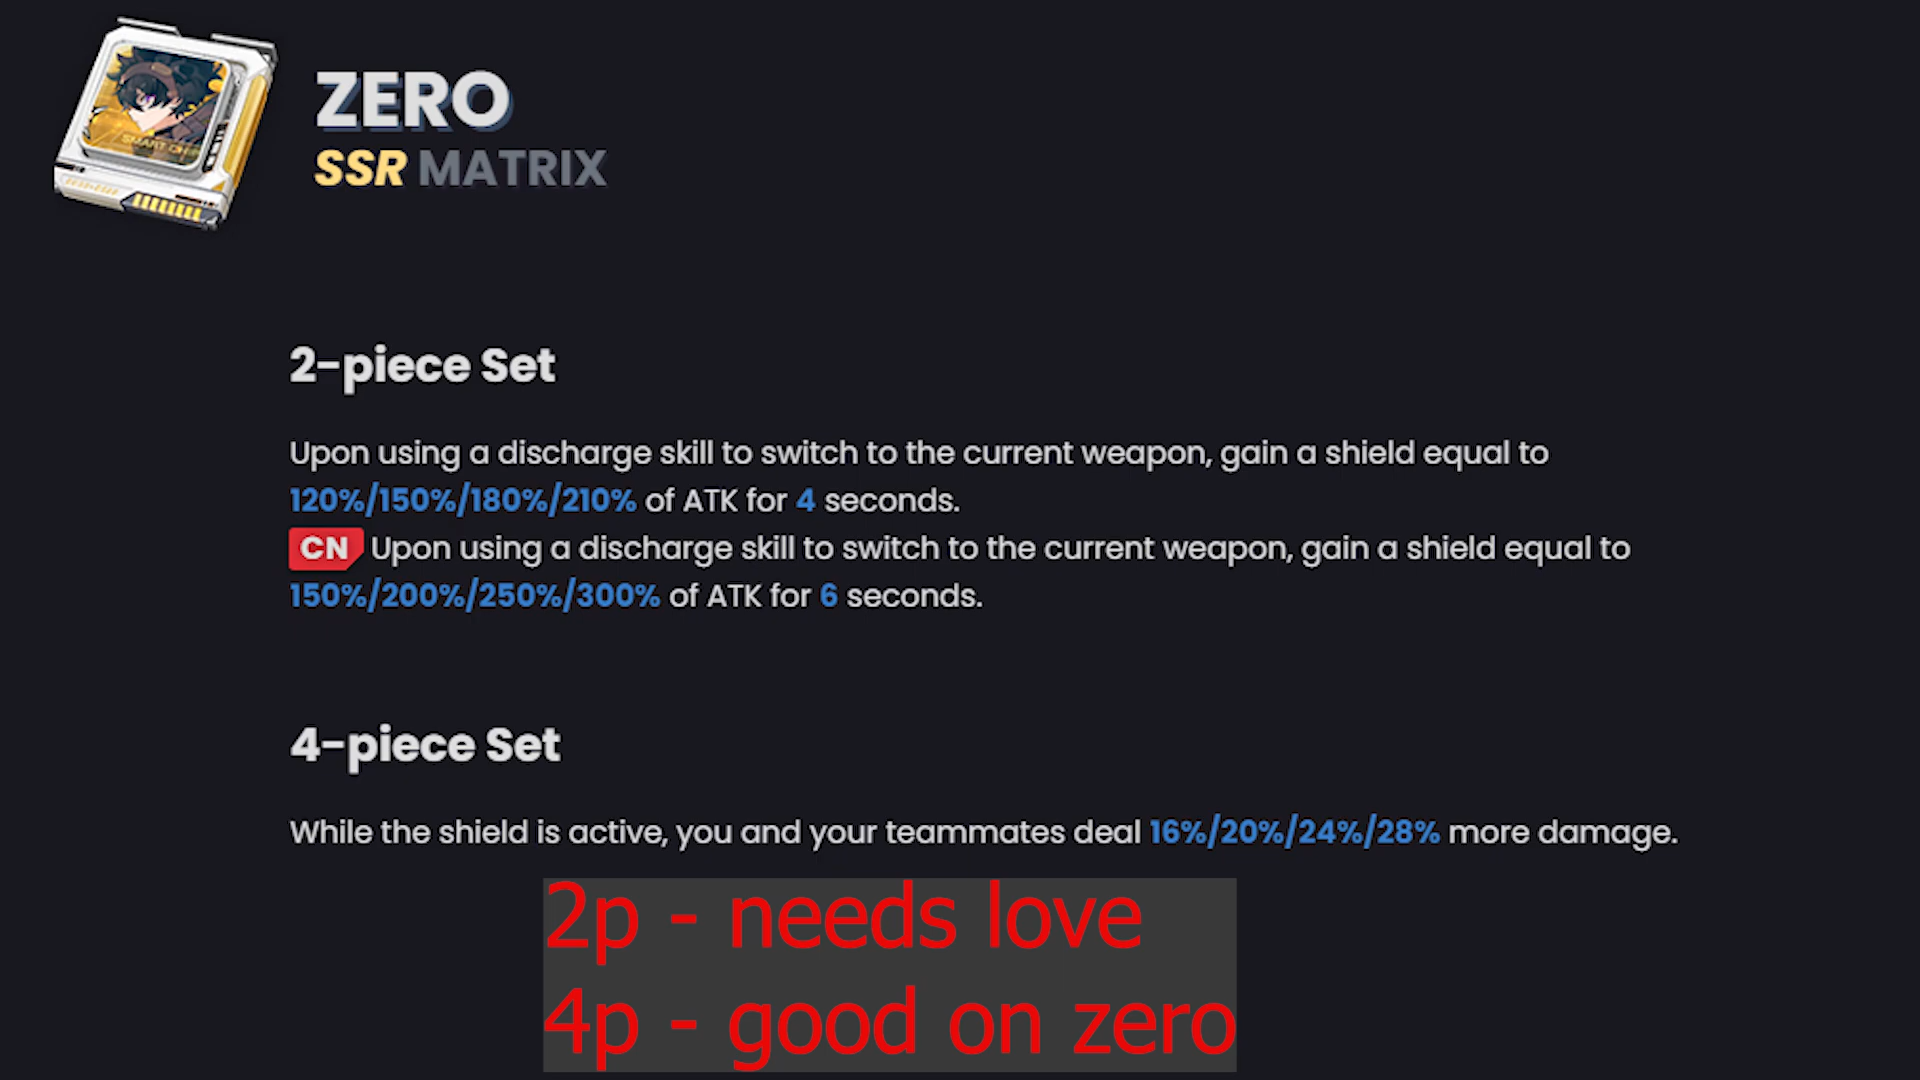 SMART CHIP
ZERO
SSR MATRIX
2-piece Set
Upon using a discharge skill to switch to the current weapon, gain a shield equal to
120%/150%/180%/210% of ATK for 4 seconds.
CN Upon using a discharge skill to switch to the current weapon, gain a shield equal to
150%/200%/250%/300% of ATK for 6 seconds.
4-piece Set
While the shield is active, you and your teammates deal 16%/20%/24%/28% more damage.
2p - needs love
4p - good on zero